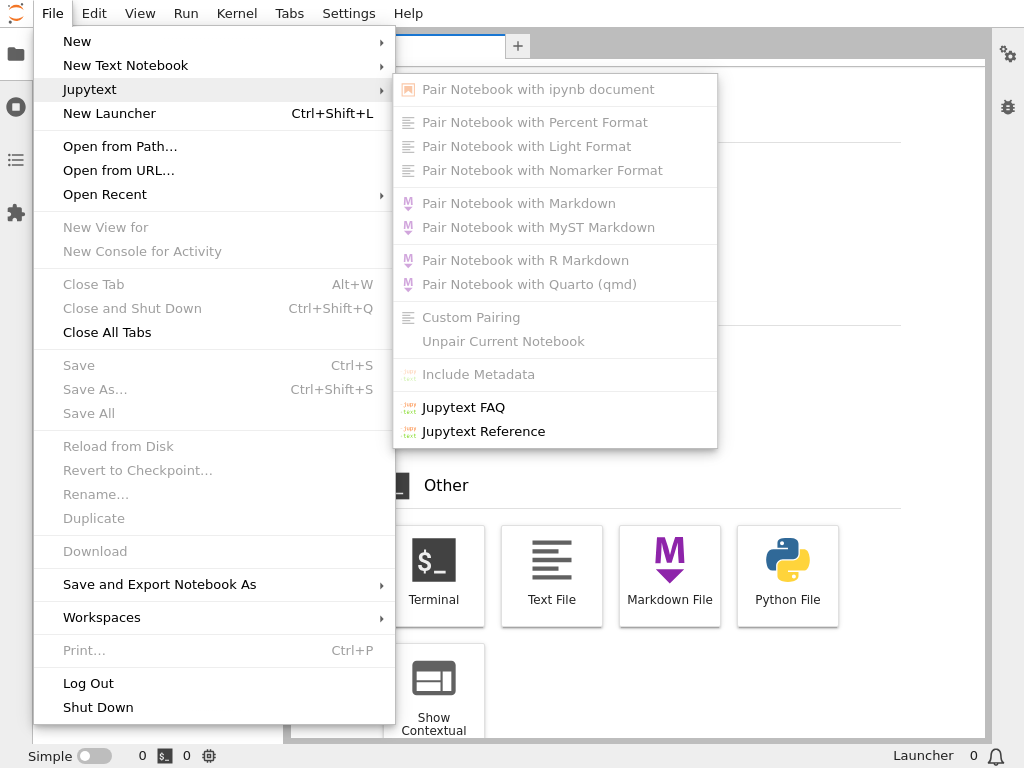 File Edit View Run Kernel Tabs Settings Help
New
New Text Notebook
Jupytext
New Launcher Ctrl+Shift+L
Open from Path…
Open from URL…
Open Recent
New View for
New Console for Activity
Close Tab Alt+W
Close and Shut Down Ctrl+Shift+Q
Close All Tabs
Save Ctrl+S
Save As… Ctrl+Shift+S
Save All
Reload from Disk
Revert to Checkpoint…
Rename…
Duplicate
Download
Save and Export Notebook As
Workspaces
Print… Ctrl+P
Log Out
Shut Down
Pair Notebook with ipynb document
Pair Notebook with Percent Format
Pair Notebook with Light Format
Pair Notebook with Nomarker Format
Pair Notebook with Markdown
Pair Notebook with MyST Markdown
Pair Notebook with R Markdown
Pair Notebook with Quarto (qmd)
Custom Pairing
Unpair Current Notebook
Include Metadata
Jupytext FAQ
Jupytext Reference
Other
Terminal
Text File
Markdown File
Python File
Show
Contextual
Simple 0 0 Launcher 0